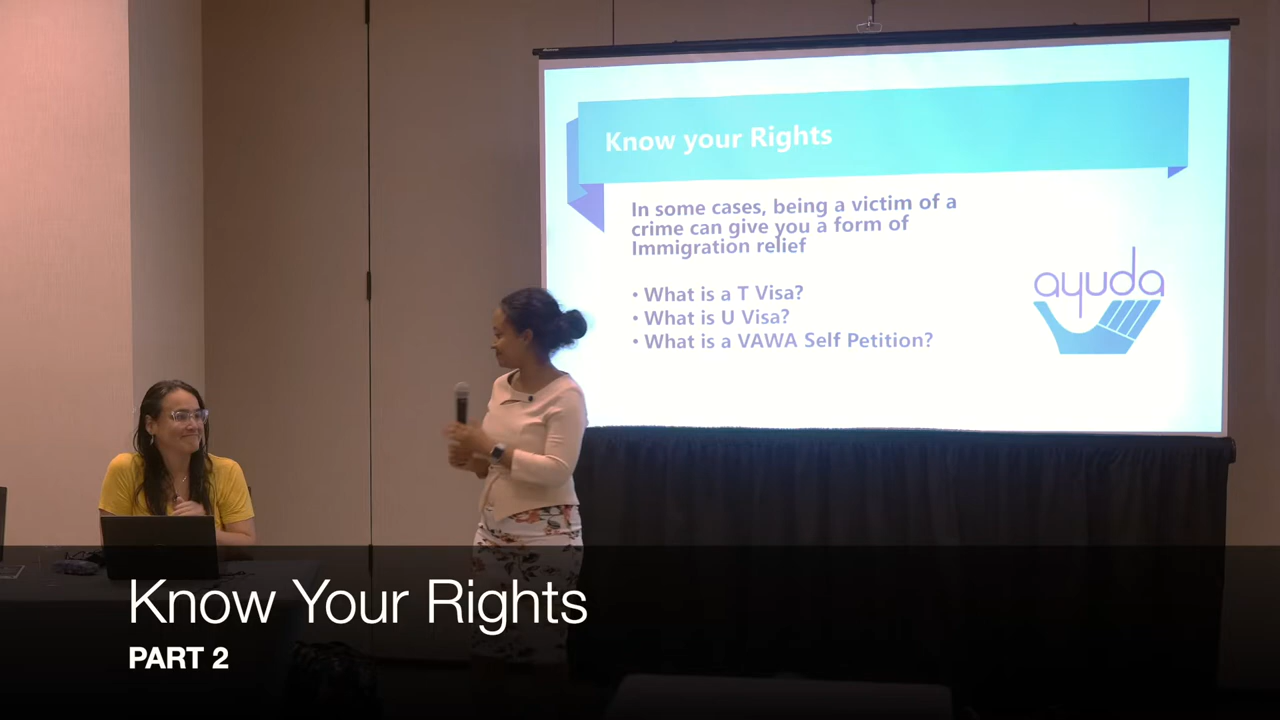 Know your Rights
In some cases, being a victim of a
crime can give you a form of
Immigration relief
• What is a T Visa?
• What is U Visa?
• What is a VAWA Self Petition?
ayuda
Know Your Rights
PART 2